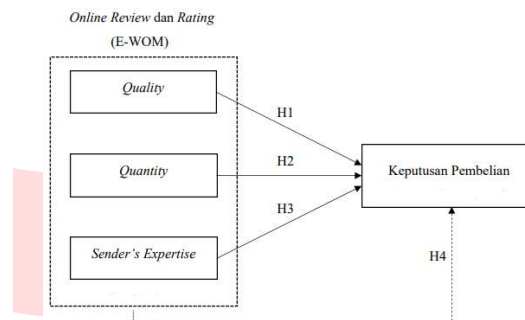 Online Review dan Rating
(E-WOM)
Quality
H1
Quantity
H2
Keputusan Pembelian
H3
Sender's Expertise
H4